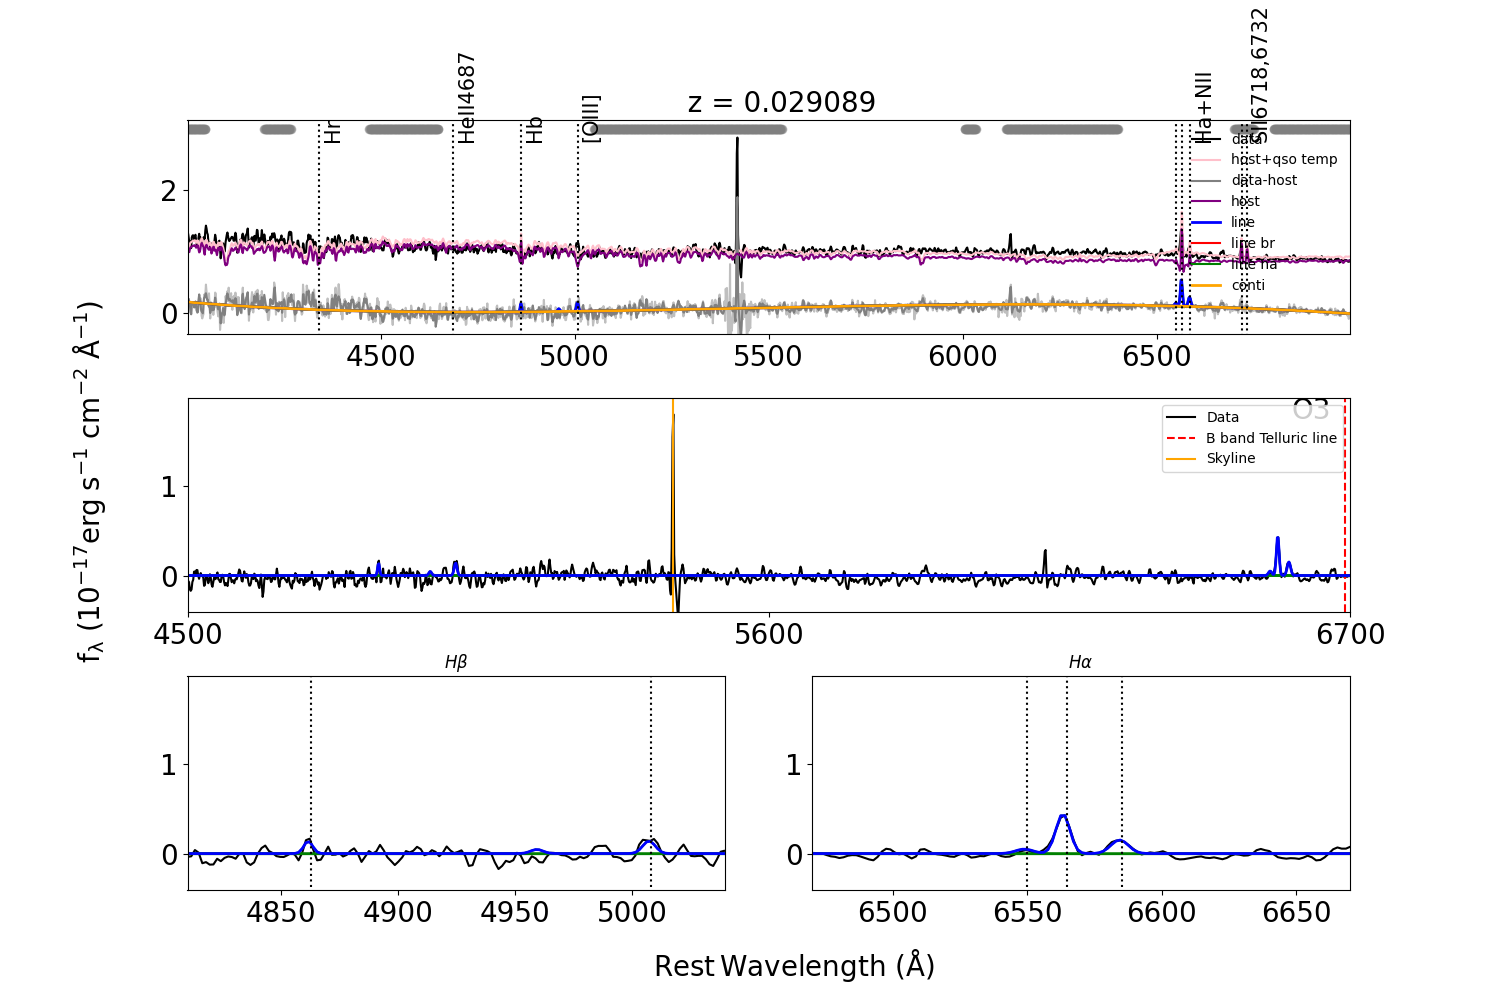 z = 0.029089
Hr
HeII4687
Hb
[OIII]
Ha+NII
SII6718,6732
data
host+qso temp
data-host
host
line
line br
line na
conti
2
0
4500 5000 5500 6000 6500
O3
Data
B band Telluric line
Skyline
1
0
4500 5600 6700
fλ (10−17erg s−1 cm−2 Å−1)
Hβ
1
0
4850 4900 4950 5000
Hα
1
0
6500 6550 6600 6650
Rest Wavelength (Å)